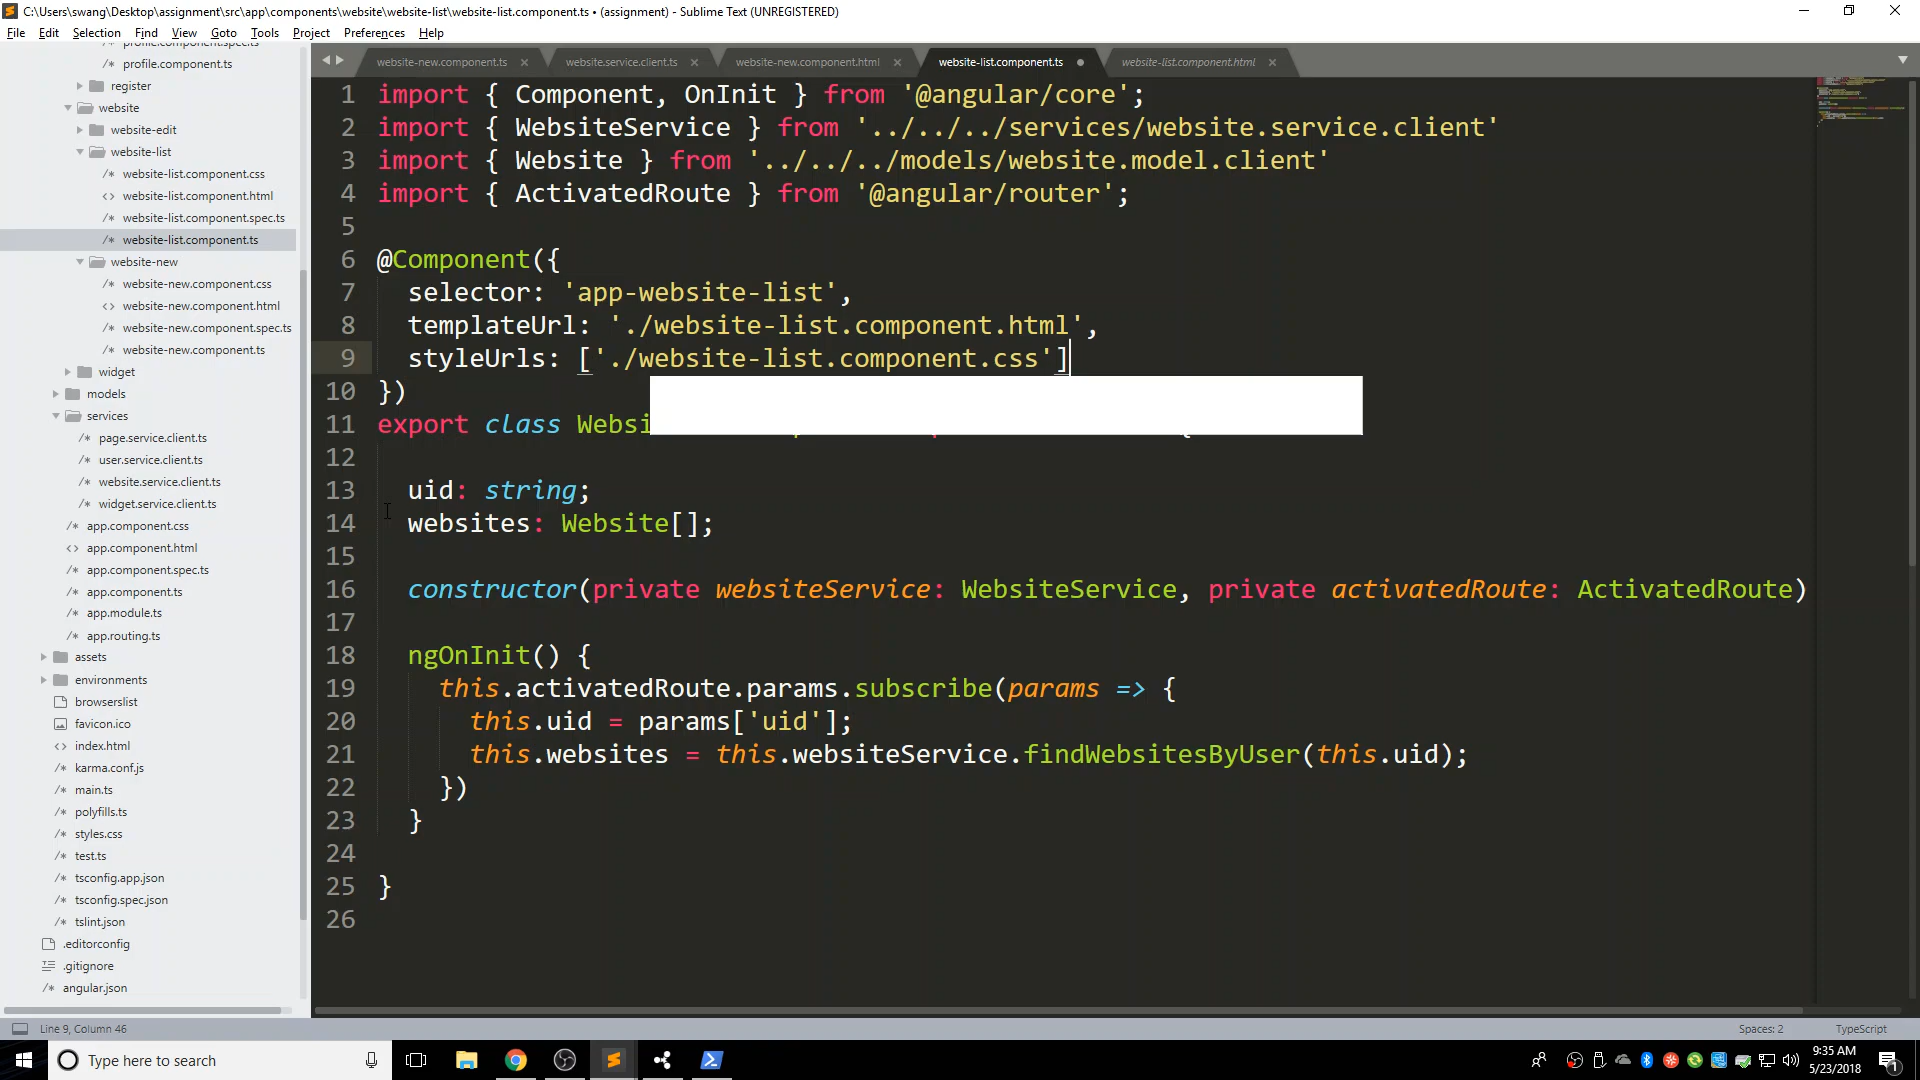 C:\Users\swang\Desktop\assignment\src\app\components\website\website-list\website-list.component.ts • (assignment) - Sublime Text (UNREGISTERED)
File Edit Selection Find View Goto Tools Project Preferences Help
website-new.component.ts website.service.client.ts website-new.component.html website-list.component.ts website-list.component.html
profile.component.spec.ts
profile.component.ts
register
website
website-edit
website-list
website-list.component.css
website-list.component.html
website-list.component.spec.ts
website-list.component.ts
website-new
website-new.component.css
website-new.component.html
website-new.component.spec.ts
website-new.component.ts
widget
models
services
page.service.client.ts
user.service.client.ts
website.service.client.ts
widget.service.client.ts
app.component.css
app.component.html
app.component.spec.ts
app.component.ts
app.module.ts
app.routing.ts
assets
environments
browserslist
favicon.ico
index.html
karma.conf.js
main.ts
polyfills.ts
styles.css
test.ts
tsconfig.app.json
tsconfig.spec.json
tslint.json
.editorconfig
.gitignore
angular.json
1 import { Component, OnInit } from '@angular/core';
2 import { WebsiteService } from '../../../services/website.service.client'
3 import { Website } from '../../../models/website.model.client'
4 import { ActivatedRoute } from '@angular/router';
5
6 @Component({
7 selector: 'app-website-list',
8 templateUrl: './website-list.component.html',
9 styleUrls: ['./website-list.component.css']
10 })
11 export class
12
13 uid: string;
14 websites: Website[];
15
16 constructor(private websiteService: WebsiteService, private activatedRoute: ActivatedRoute)
17
18 ngOnInit() {
19 this.activatedRoute.params.subscribe(params => {
20 this.uid = params['uid'];
21 this.websites = this.websiteService.findWebsitesByUser(this.uid);
22 })
23 }
24
25 }
26
Line 9, Column 46 Spaces: 2 TypeScript
Type here to search
9:35 AM
5/23/2018
1